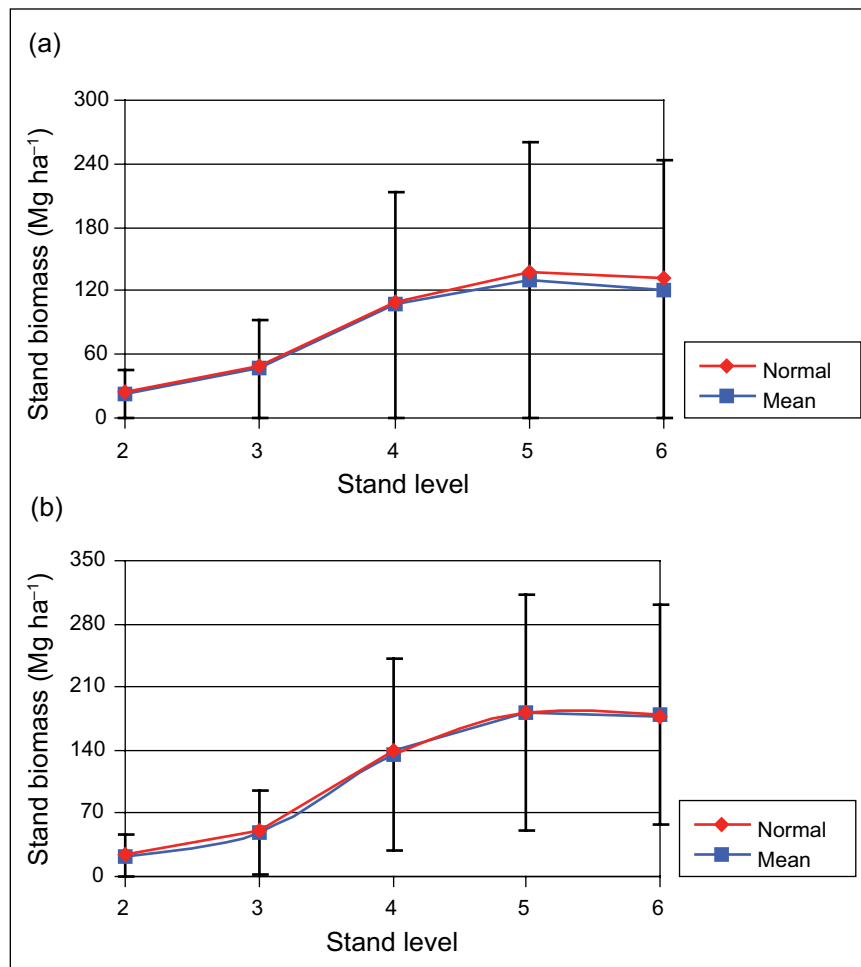 (a)
Stand biomass (Mg ha⁻¹)
300
240
180
120
60
0
2 3 4 5 6
Stand level
Normal
Mean
(b)
Stand biomass (Mg ha⁻¹)
350
280
210
140
70
0
2 3 4 5 6
Stand level
Normal
Mean